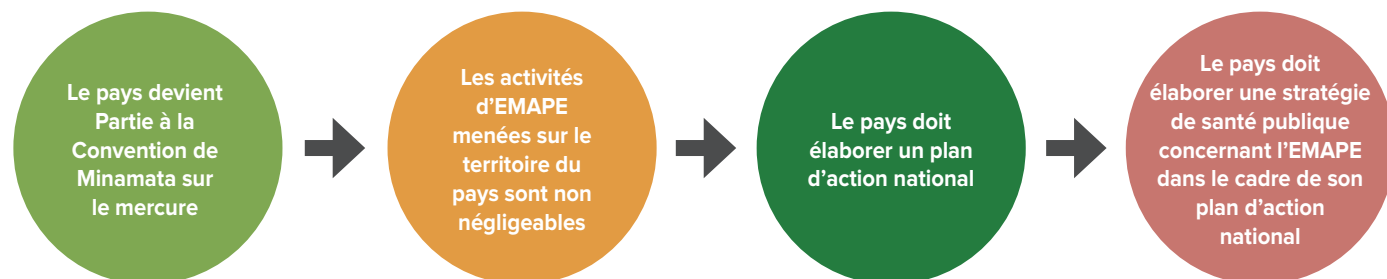 Le pays devient
Partie à la
Convention de
Minamata sur
le mercure
Les activités
d’EMAPE
menées sur le
territoire du
pays sont non
négligeables
Le pays doit
élaborer un plan
d’action national
Le pays doit
élaborer une stratégie
de santé publique
concernant l’EMAPE
dans le cadre de son
plan d’action
national